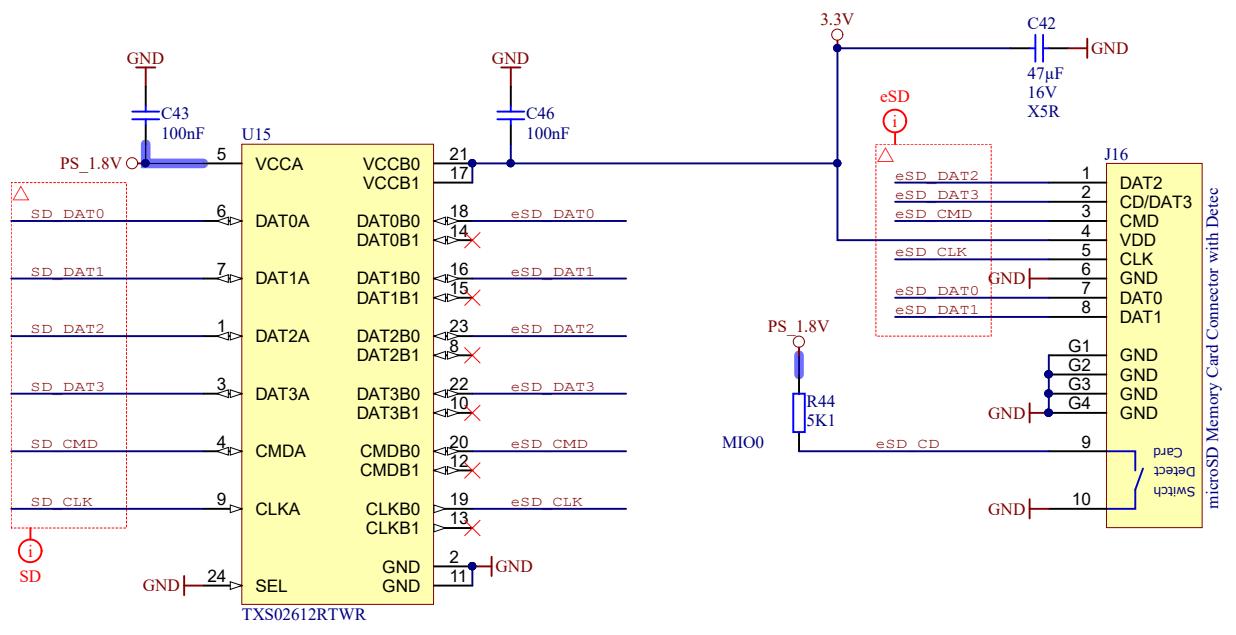 3.3V
C42
GND
47µF
16V
X5R
GND
C43
100nF
GND
C46
100nF
PS_1.8V
U15
5 VCCA
VCCB0 21
VCCB1 17
SD_DAT0 6 DAT0A
DAT0B0 18 eSD_DAT0
DAT0B1 14
SD_DAT1 7 DAT1A
DAT1B0 16 eSD_DAT1
DAT1B1 15
SD_DAT2 1 DAT2A
DAT2B0 23 eSD_DAT2
DAT2B1 8
SD_DAT3 3 DAT3A
DAT3B0 22 eSD_DAT3
DAT3B1 10
SD_CMD 4 CMDA
CMDB0 20 eSD_CMD
CMDB1 12
SD_CLK 9 CLKA
CLKB0 19 eSD_CLK
CLKB1 13
i
SD
GND 2 GND
GND 11
GND 24 SEL
TXS02612RTWR
eSD
i
J16
eSD_DAT2 1 DAT2
eSD_DAT3 2 CD/DAT3
eSD_CMD 3 CMD
4 VDD
eSD_CLK 5 CLK
GND 6 GND
eSD_DAT0 7 DAT0
eSD_DAT1 8 DAT1
G1 GND
G2 GND
G3 GND
GND G4 GND
PS_1.8V
R44
5K1
MIO0
eSD_CD 9
Card
Detect
Switch
GND 10
microSD Memory Card Connector with Detec